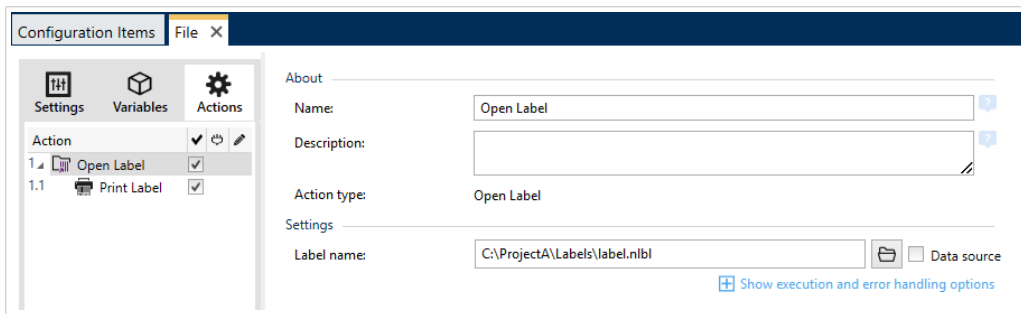 Configuration Items File
Settings Variables Actions
Action
1 Open Label
1.1 Print Label
About
Name: Open Label ?
Description: ?
Action type: Open Label
Settings
Label name: C:\ProjectA\Labels\label.nlbl Data source
Show execution and error handling options